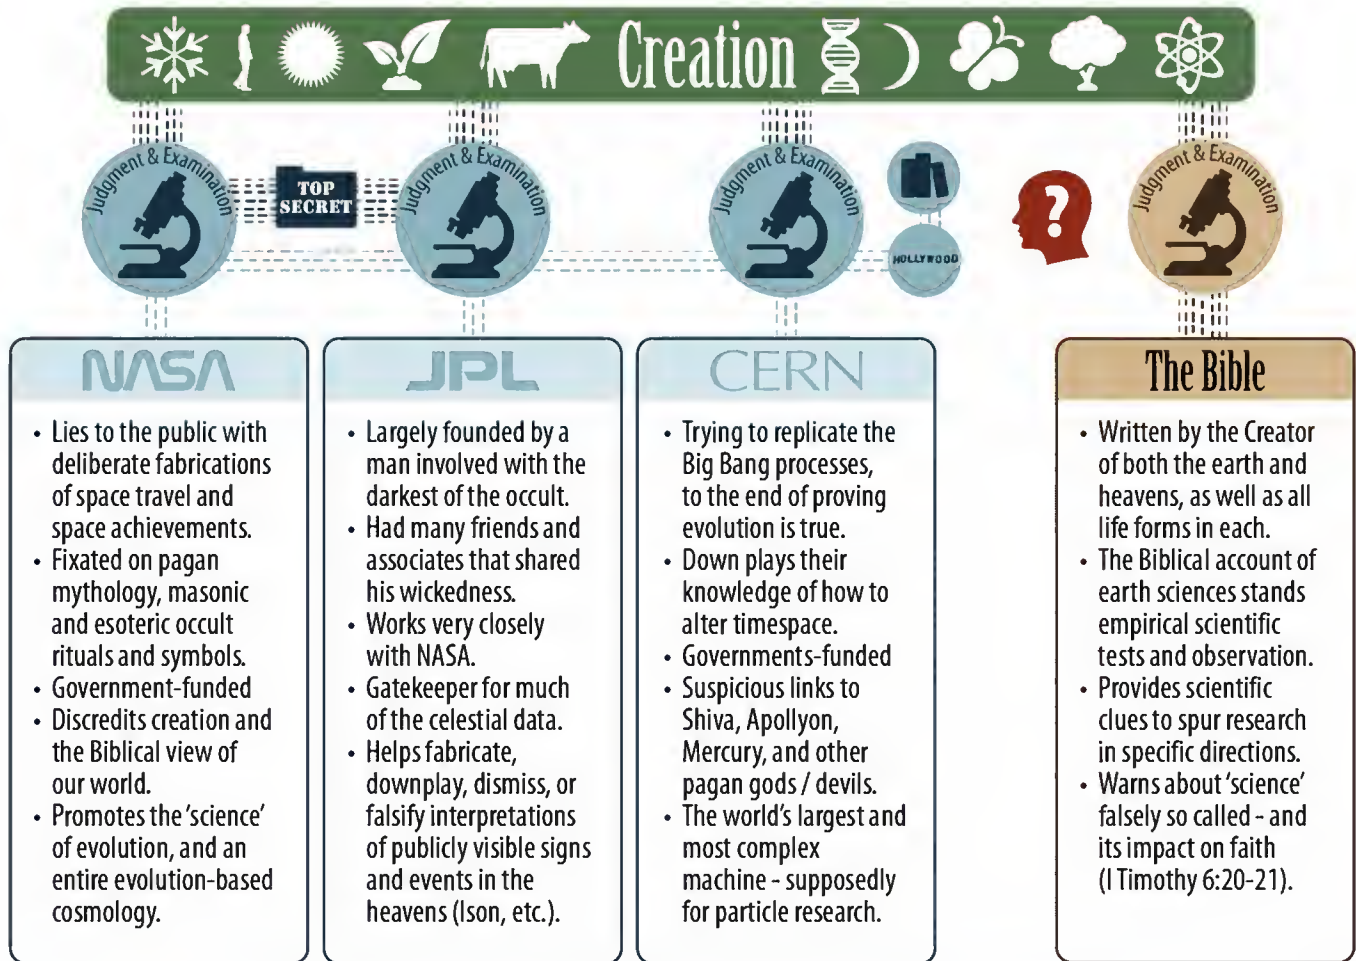 Creation
Judgment & Examination
TOP
SECRET
Judgment & Examination
Judgment & Examination
HOLLYWOOD
?
Judgment & Examination
NASA
• Lies to the public with
deliberate fabrications
of space travel and
space achievements.
• Fixated on pagan
mythology, masonic
and esoteric occult
rituals and symbols.
• Government-funded
• Discredits creation and
the Biblical view of
our world.
• Promotes the 'science'
of evolution, and an
entire evolution-based
cosmology.
JPL
• Largely founded by a
man involved with the
darkest of the occult.
• Had many friends and
associates that shared
his wickedness.
• Works very closely
with NASA.
• Gatekeeper for much
of the celestial data.
• Helps fabricate,
downplay, dismiss, or
falsify interpretations
of publicly visible signs
and events in the
heavens (Ison, etc.).
CERN
• Trying to replicate the
Big Bang processes,
to the end of proving
evolution is true.
• Down plays their
knowledge of how to
alter timespace.
• Governments-funded
• Suspicious links to
Shiva, Apollyon,
Mercury, and other
pagan gods / devils.
• The world's largest and
most complex
machine - supposedly
for particle research.
The Bible
• Written by the Creator
of both the earth and
heavens, as well as all
life forms in each.
• The Biblical account of
earth sciences stands
empirical scientific
tests and observation.
• Provides scientific
clues to spur research
in specific directions.
• Warns about 'science'
falsely so called - and
its impact on faith
(I Timothy 6:20-21).